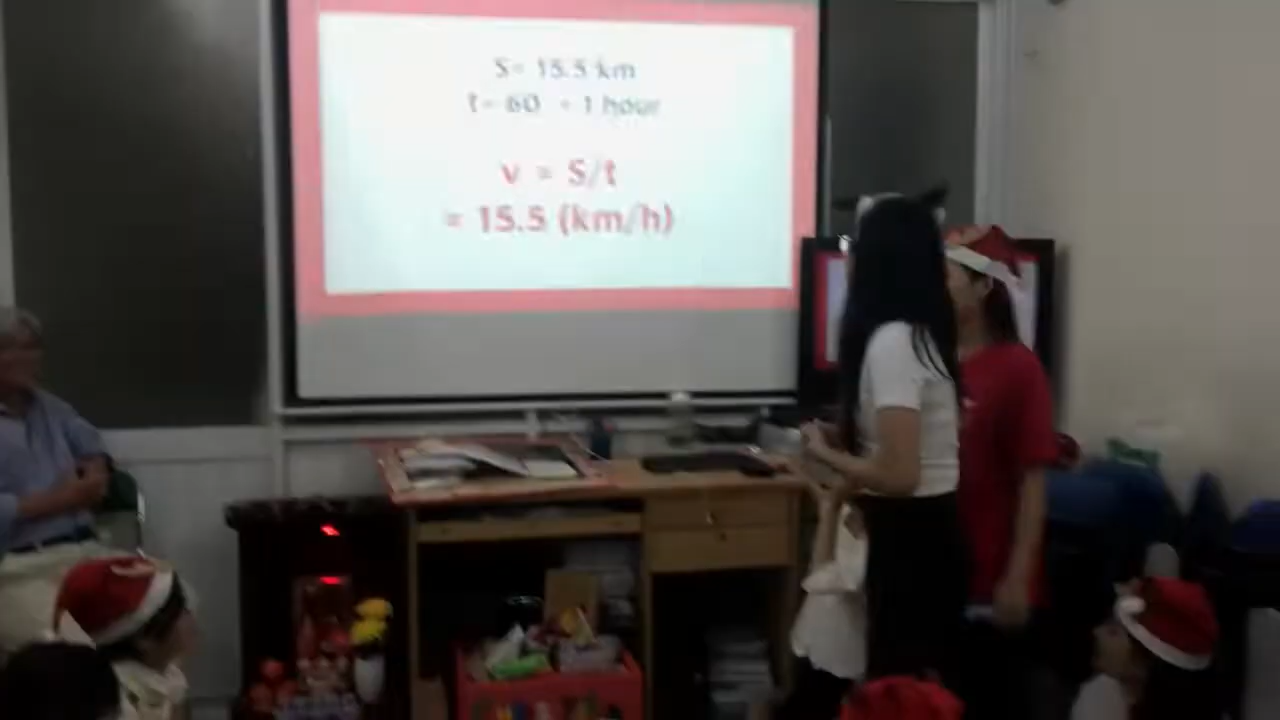 S= 15.5 km
t= 60 = 1 hour
v = S/t
= 15.5 (km/h)